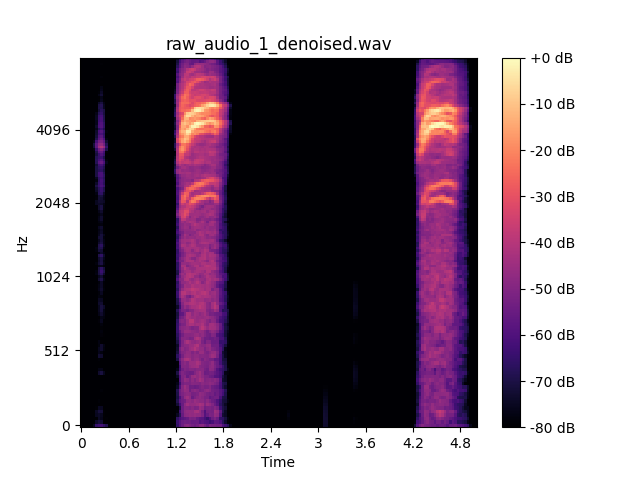 raw_audio_1_denoised.wav
Hz
4096
2048
1024
512
0
0 0.6 1.2 1.8 2.4 3 3.6 4.2 4.8
Time
+0 dB
-10 dB
-20 dB
-30 dB
-40 dB
-50 dB
-60 dB
-70 dB
-80 dB